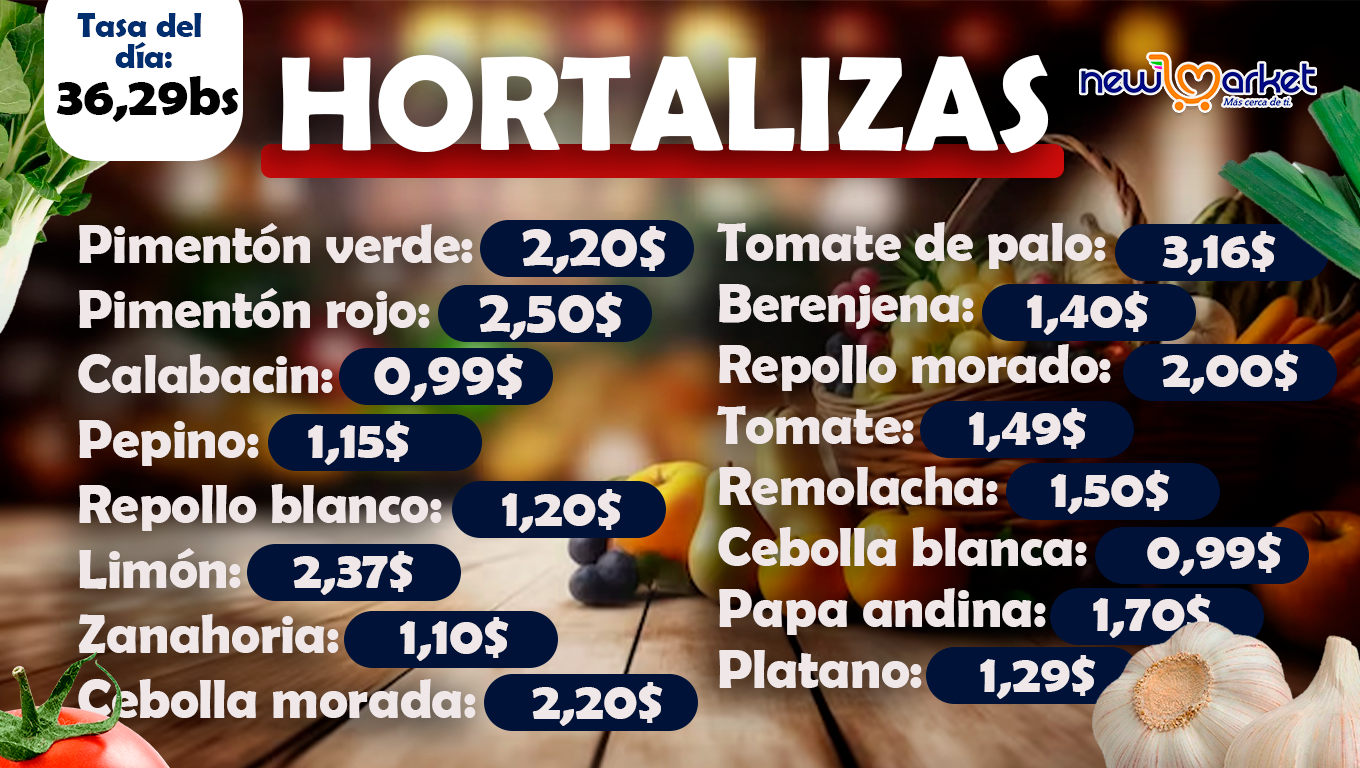 Tasa del
día:
36,29bs
HORTALIZAS
new market
Más cerca de ti.
Pimentón verde: 2,20$
Pimentón rojo: 2,50$
Calabacin: 0,99$
Pepino: 1,15$
Repollo blanco: 1,20$
Limón: 2,37$
Zanahoria: 1,10$
Cebolla morada: 2,20$
Tomate de palo: 3,16$
Berenjena: 1,40$
Repollo morado: 2,00$
Tomate: 1,49$
Remolacha: 1,50$
Cebolla blanca: 0,99$
Papa andina: 1,70$
Platano: 1,29$